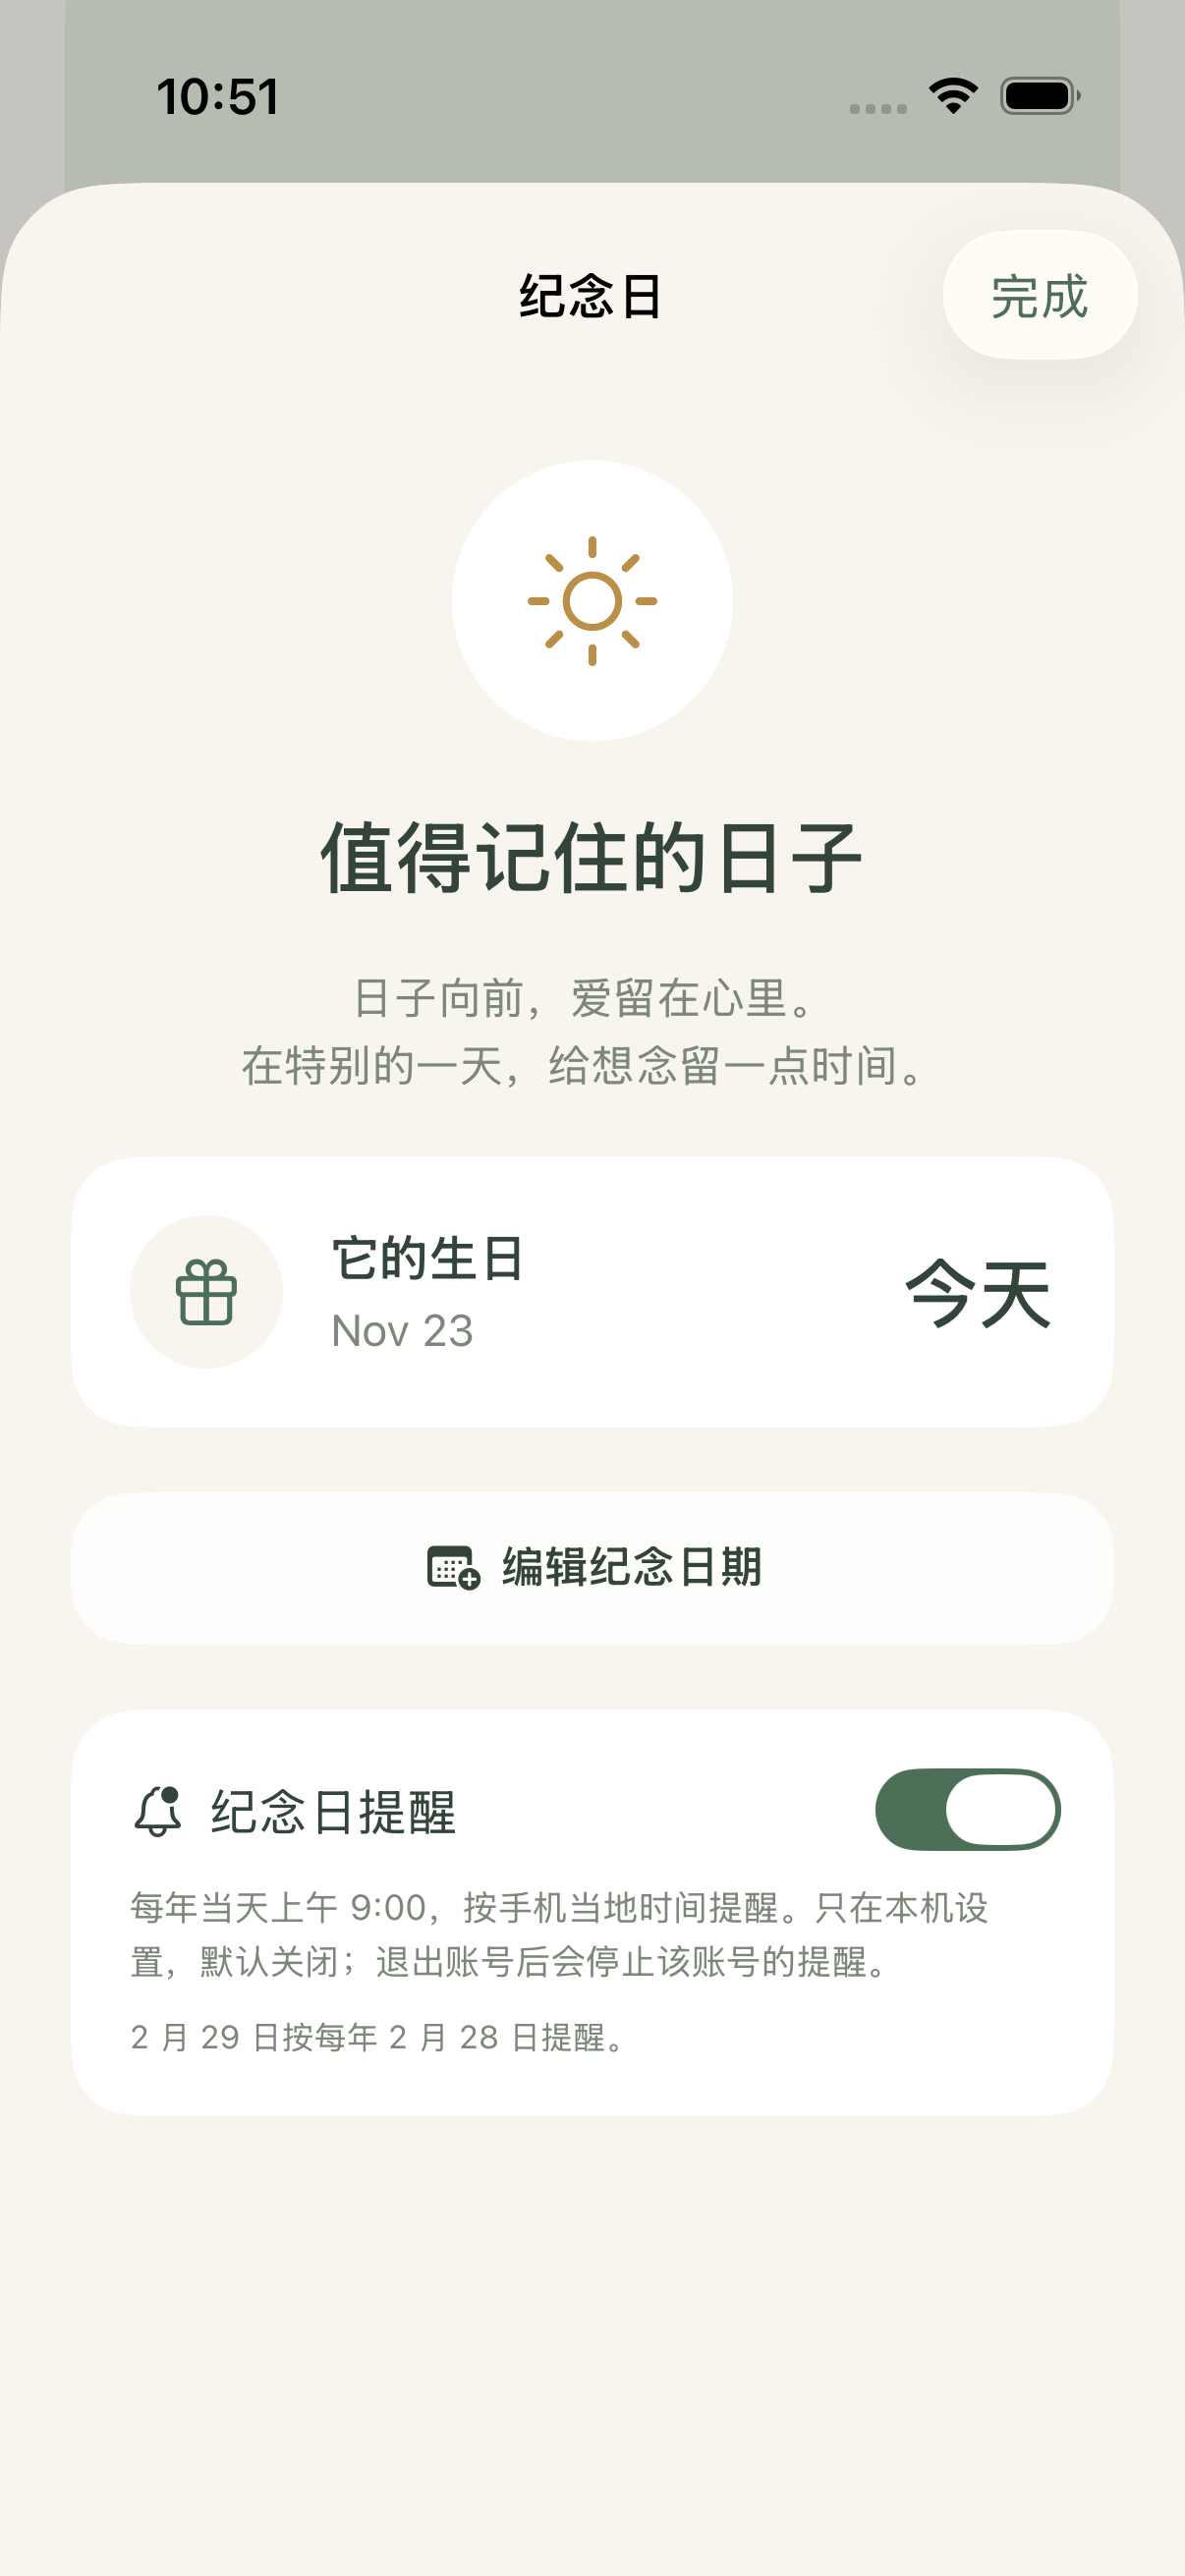 10:51
纪念日
完成
值得记住的日子
日子向前，爱留在心里。
在特别的一天，给想念留一点时间。
它的生日
Nov 23
今天
编辑纪念日期
纪念日提醒
每年当天上午 9:00，按手机当地时间提醒。只在本机设
置，默认关闭；退出账号后会停止该账号的提醒。
2 月 29 日按每年 2 月 28 日提醒。